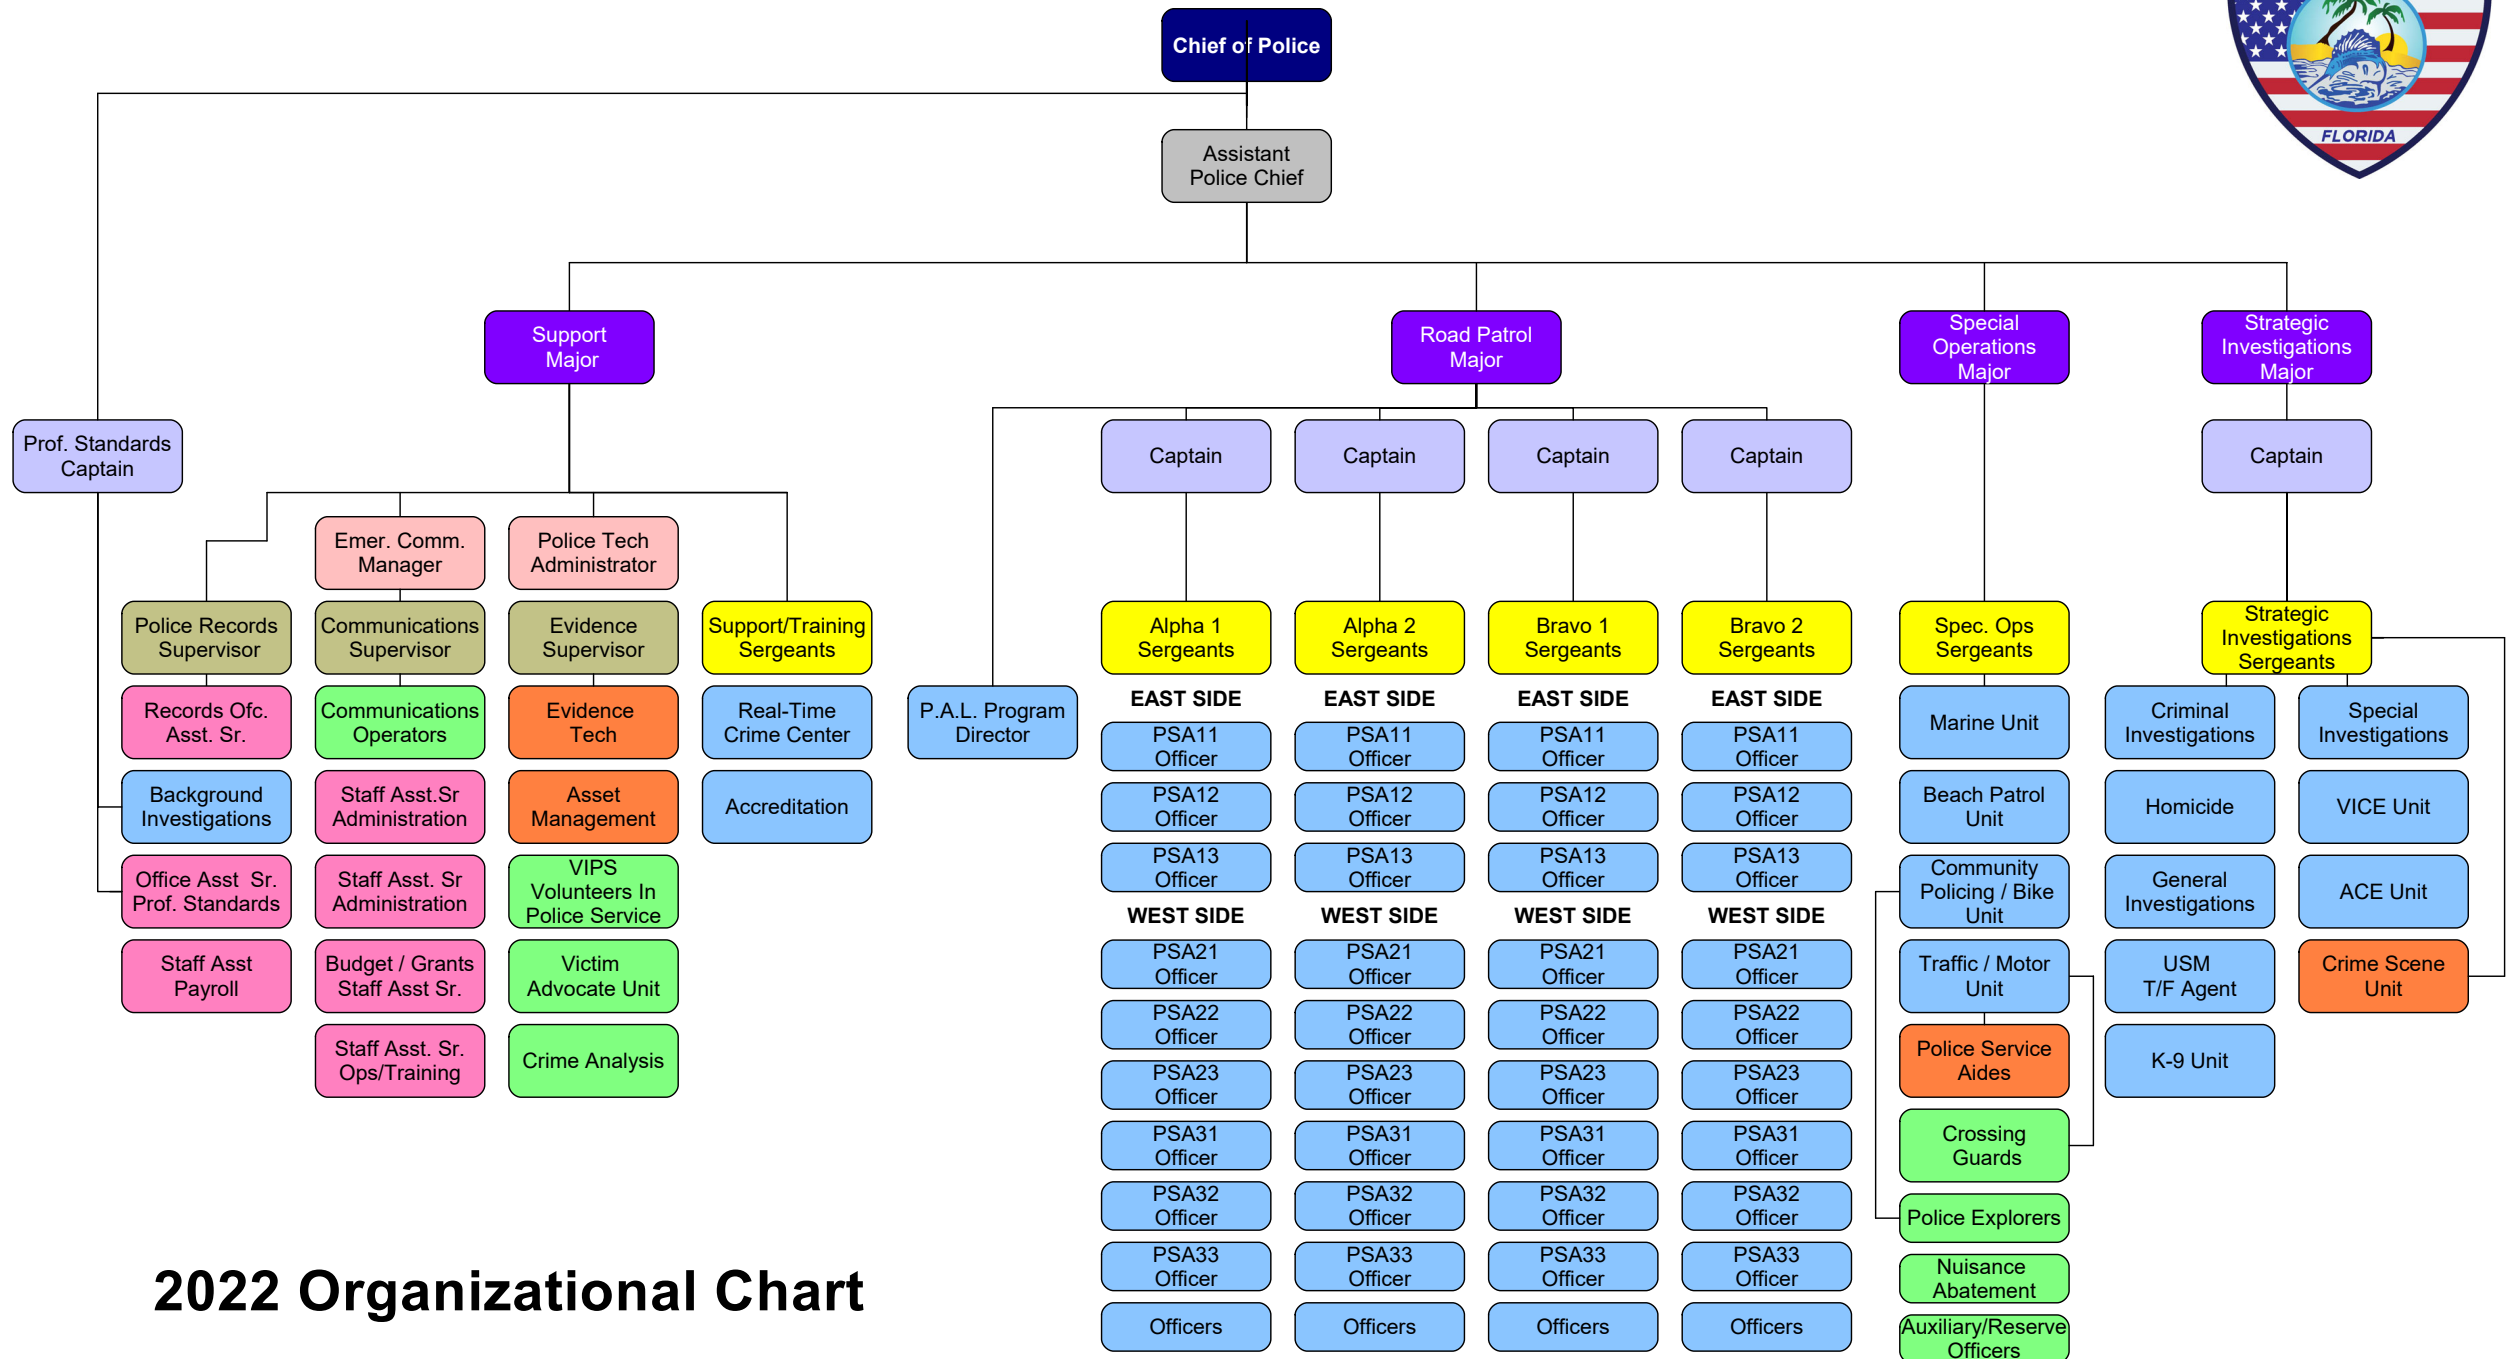 Chief of Police
FLORIDA
Assistant
Police Chief
Support
Major
Road Patrol
Major
Special
Operations
Major
Strategic
Investigations
Major
Prof. Standards
Captain
Captain
Captain
Captain
Captain
Captain
Emer. Comm.
Manager
Police Tech
Administrator
Police Records
Supervisor
Communications
Supervisor
Evidence
Supervisor
Support/Training
Sergeants
Alpha 1
Sergeants
Alpha 2
Sergeants
Bravo 1
Sergeants
Bravo 2
Sergeants
Spec. Ops
Sergeants
Strategic
Investigations
Sergeants
Records Ofc.
Asst. Sr.
Communications
Operators
Evidence
Tech
Real-Time
Crime Center
P.A.L. Program
Director
Background
Investigations
Staff Asst.Sr
Administration
Asset
Management
Accreditation
Office Asst  Sr.
Prof. Standards
Staff Asst. Sr
Administration
VIPS
Volunteers In
Police Service
Staff Asst
Payroll
Budget / Grants
Staff Asst Sr.
Victim
Advocate Unit
Staff Asst. Sr.
Ops/Training
Crime Analysis
EAST SIDE
PSA11
Officer
PSA12
Officer
PSA13
Officer
WEST SIDE
PSA21
Officer
PSA22
Officer
PSA23
Officer
PSA31
Officer
PSA32
Officer
PSA33
Officer
Officers
EAST SIDE
PSA11
Officer
PSA12
Officer
PSA13
Officer
WEST SIDE
PSA21
Officer
PSA22
Officer
PSA23
Officer
PSA31
Officer
PSA32
Officer
PSA33
Officer
Officers
EAST SIDE
PSA11
Officer
PSA12
Officer
PSA13
Officer
WEST SIDE
PSA21
Officer
PSA22
Officer
PSA23
Officer
PSA31
Officer
PSA32
Officer
PSA33
Officer
Officers
EAST SIDE
PSA11
Officer
PSA12
Officer
PSA13
Officer
WEST SIDE
PSA21
Officer
PSA22
Officer
PSA23
Officer
PSA31
Officer
PSA32
Officer
PSA33
Officer
Officers
Marine Unit
Beach Patrol
Unit
Community
Policing / Bike
Unit
Traffic / Motor
Unit
Police Service
Aides
Crossing
Guards
Police Explorers
Nuisance
Abatement
Auxiliary/Reserve
Officers
Criminal
Investigations
Homicide
General
Investigations
USM
T/F Agent
K-9 Unit
Special
Investigations
VICE Unit
ACE Unit
Crime Scene
Unit
2022 Organizational Chart